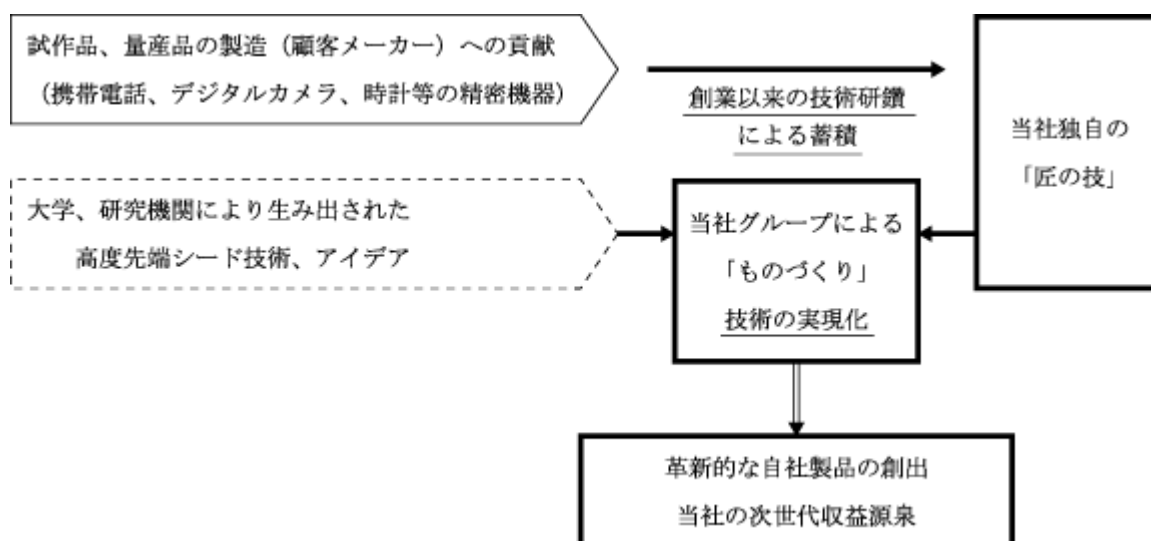 試作品、量産品の製造（顧客メーカー）への貢献
（携帯電話、デジタルカメラ、時計等の精密機器）
創業以来の技術研鑽
による蓄積
当社独自の
「匠の技」
大学、研究機関により生み出された
高度先端シード技術、アイデア
当社グループによる
「ものづくり」
技術の実現化
革新的な自社製品の創出
当社の次世代収益源泉